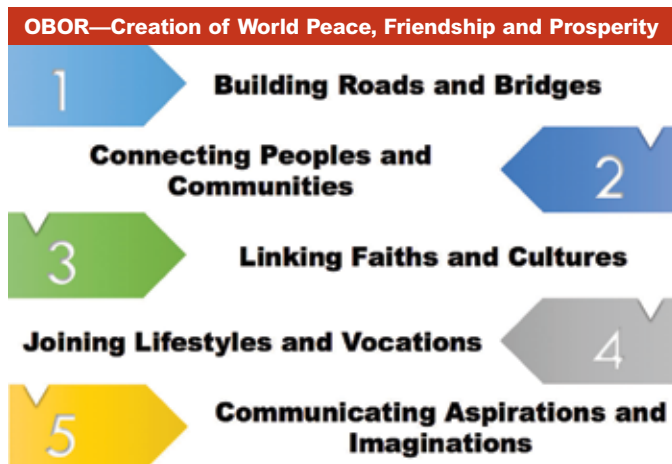 OBOR—Creation of World Peace, Friendship and Prosperity
1
Building Roads and Bridges
Connecting Peoples and
Communities
2
3
Linking Faiths and Cultures
Joining Lifestyles and Vocations
4
5
Communicating Aspirations and
Imaginations